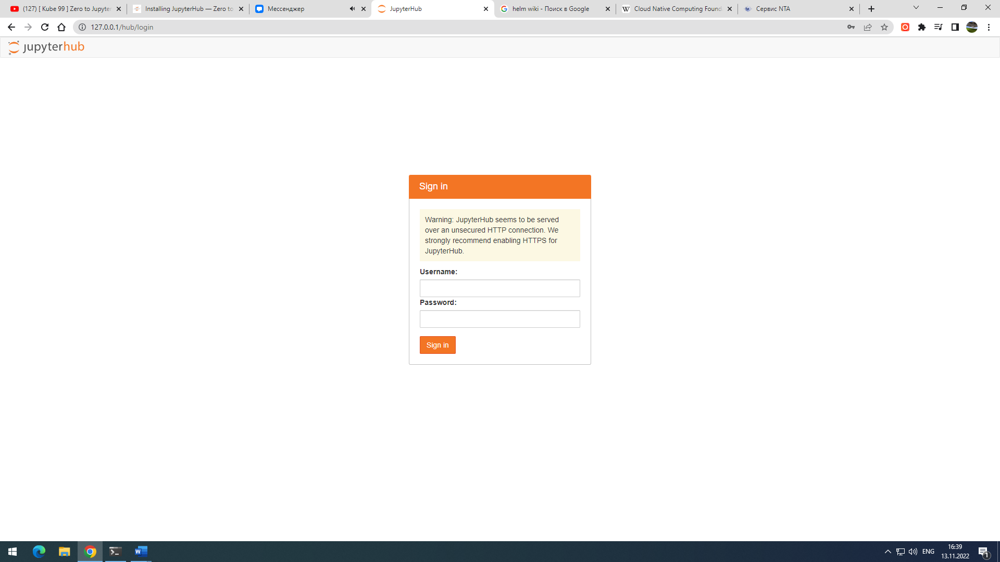 (127) [ Kube 99 ] Zero to Jupyter
Installing JupyterHub — Zero to
Мессенджер
JupyterHub
helm wiki - Поиск в Google
Cloud Native Computing Found
Сервис NTA
127.0.0.1/hub/login
jupyterhub
Sign in
Warning: JupyterHub seems to be served
over an unsecured HTTP connection. We
strongly recommend enabling HTTPS for
JupyterHub.
Username:
Password:
Sign in
ENG
16:39
13.11.2022
1